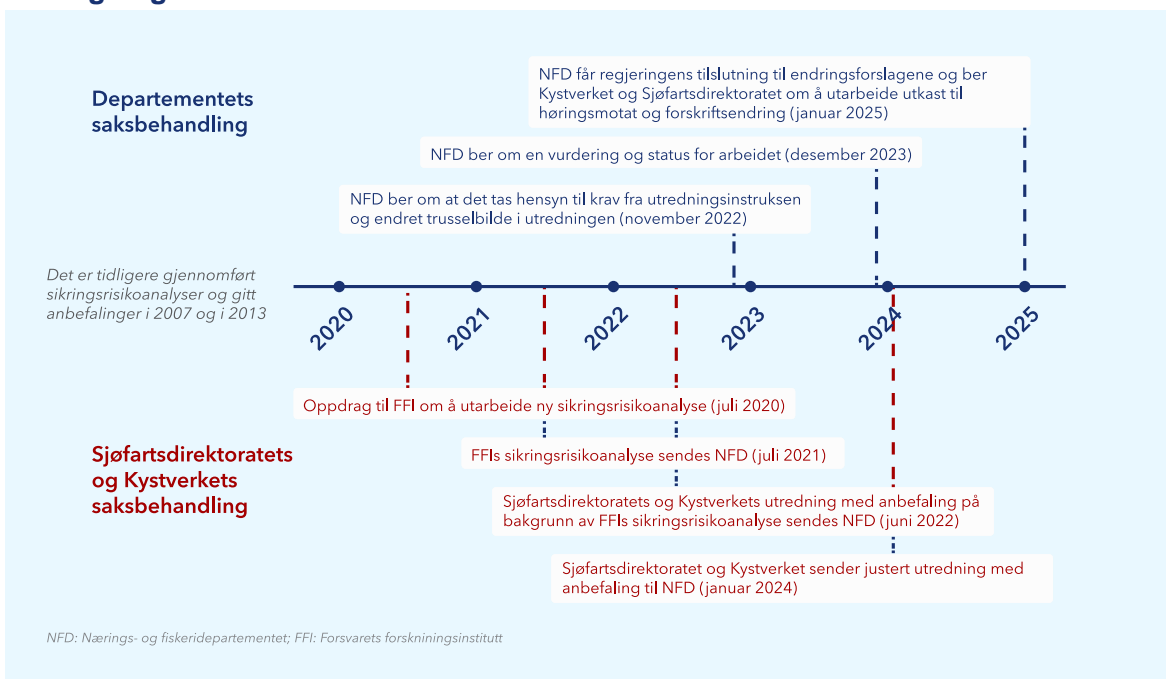 Departementets
saksbehandling
NFD får regjeringens tilslutning til endringsforslagene og ber
Kystverket og Sjøfartsdirektoratet om å utarbeide utkast til
høringsmotat og forskriftsendring (januar 2025)
NFD ber om en vurdering og status for arbeidet (desember 2023)
NFD ber om at det tas hensyn til krav fra utredningsinstruksen
og endret trusselbilde i utredningen (november 2022)
Det er tidligere gjennomført
sikringsrisikoanalyser og gitt
anbefalinger i 2007 og i 2013
2020
2021
2022
2023
2024
2025
Oppdrag til FFI om å utarbeide ny sikringsrisikoanalyse (juli 2020)
Sjøfartsdirektoratets
og Kystverkets
saksbehandling
FFIs sikringsrisikoanalyse sendes NFD (juli 2021)
Sjøfartsdirektoratets og Kystverkets utredning med anbefaling på
bakgrunn av FFIs sikringsrisikoanalyse sendes NFD (juni 2022)
Sjøfartsdirektoratet og Kystverket sender justert utredning med
anbefaling til NFD (januar 2024)
NFD: Nærings- og fiskeridepartementet; FFI: Forsvarets forskniningsinstitutt